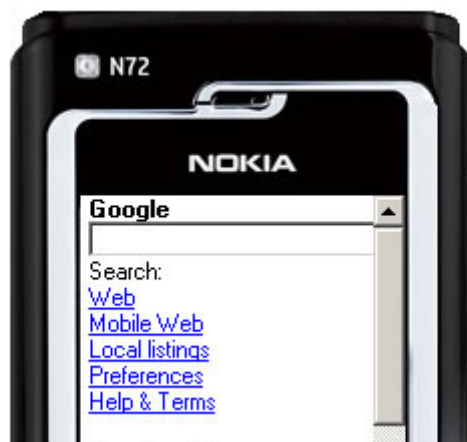 N72
NOKIA
Google
Search:
Web
Mobile Web
Local listings
Preferences
Help & Terms